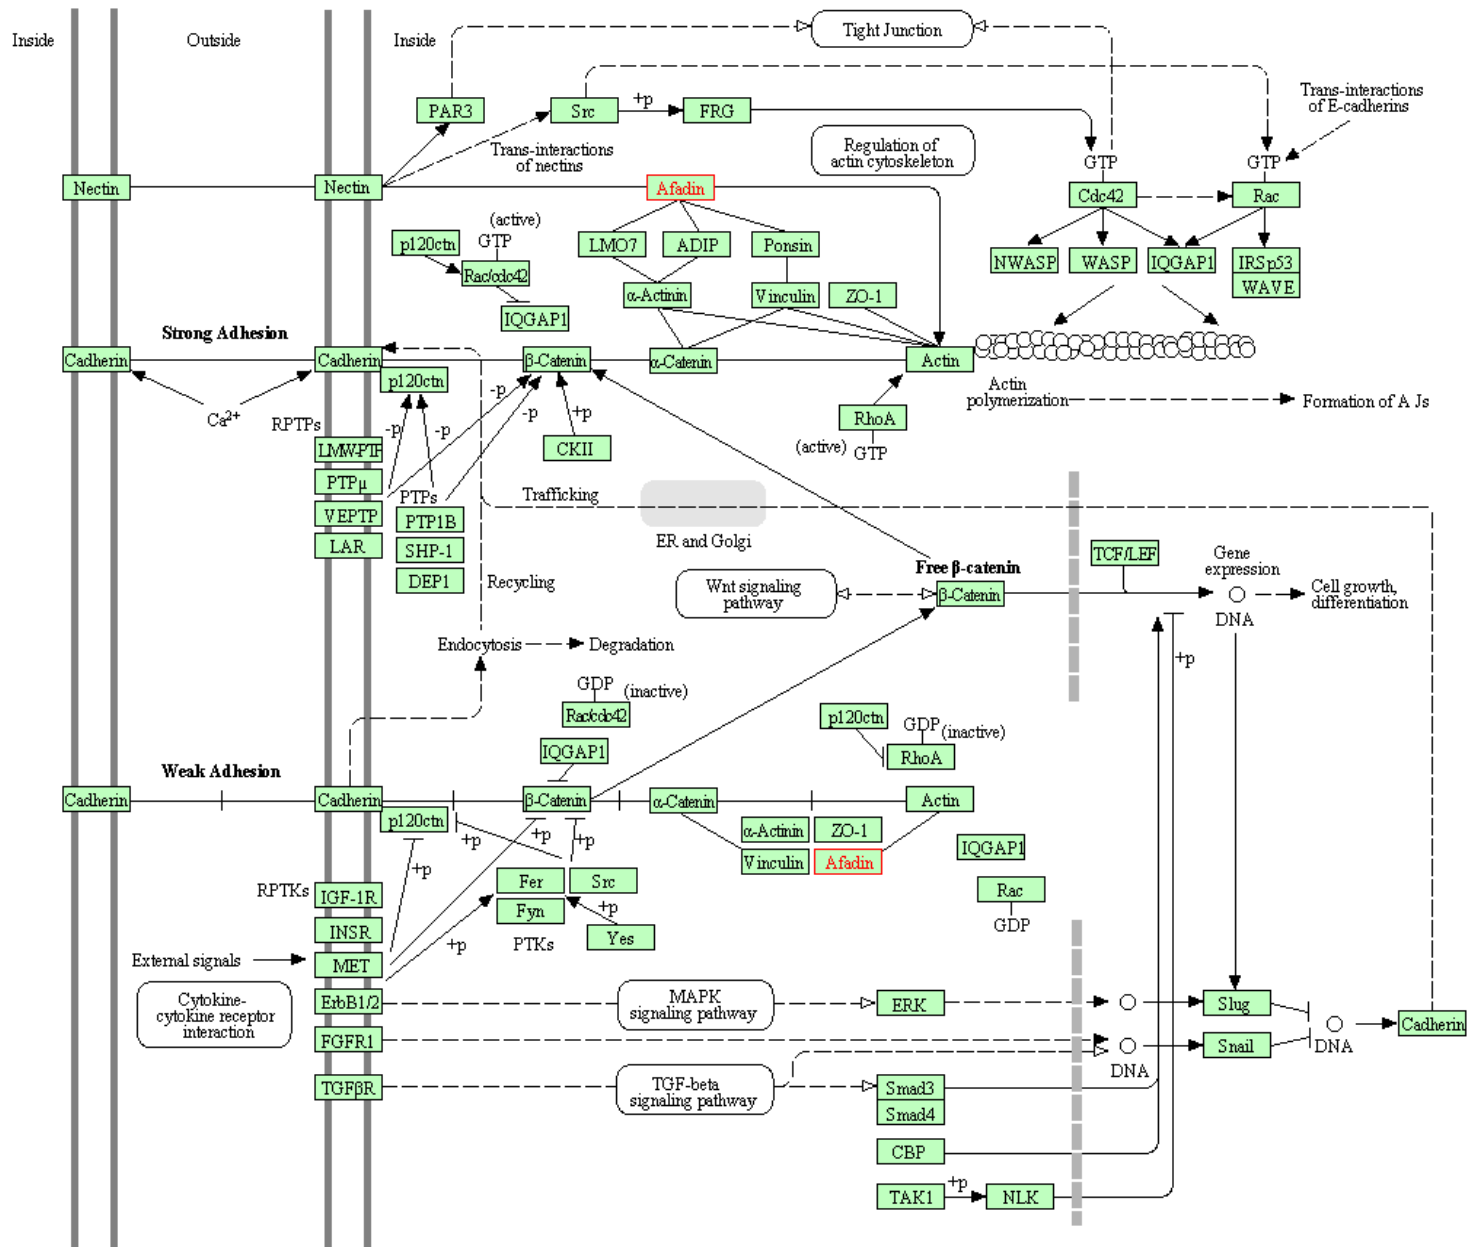 Inside
Outside
Inside
Tight Junction
PAR3
Src
+p
FRG
Trans-interactions
of E-cadherins
Trans-interactions
of nectins
Regulation of
actin cytoskeleton
GTP
GTP
Nectin
Nectin
Afadin
Cdc42
Rac
(active)
GTP
p120ctn
Rac/cdc42
IQGAP1
LMO7
ADIP
Ponsin
NWASP
WASP
IQGAP1
IRSp53
WAVE
α-Actinin
Vinculin
ZO-1
Strong Adhesion
Cadherin
Cadherin
β-Catenin
α-Catenin
Actin
p120ctn
Ca2+
RPTPs
-p
-p
-p
-p
+p
CKII
Actin
polymerization
Formation of A Js
RhoA
(active)
GTP
LMW-PTP
PTPμ
VEPTP
LAR
PTPs
PTP1B
SHP-1
DEP1
Trafficking
ER and Golgi
Recycling
Free β-catenin
Wnt signaling
pathway
β-Catenin
TCF/LEF
Gene
expression
DNA
Cell growth,
differentiation
Endocytosis
Degradation
+p
GDP
(inactive)
Rac/cdc42
IQGAP1
p120ctn
GDP
(inactive)
RhoA
Weak Adhesion
Cadherin
Cadherin
β-Catenin
α-Catenin
Actin
p120ctn
+p
+p
+p
+p
α-Actinin
ZO-1
Vinculin
Afadin
IQGAP1
Rac
GDP
RPTKs
IGF-1R
INSR
MET
ErbB1/2
FGFR1
TGFβR
Fer
Src
Fyn
+p
Yes
PTKs
+p
External signals
Cytokine-
cytokine receptor
interaction
MAPK
signaling pathway
ERK
Slug
Snail
DNA
DNA
Cadherin
TGF-beta
signaling pathway
Smad3
Smad4
CBP
TAK1
+p
NLK